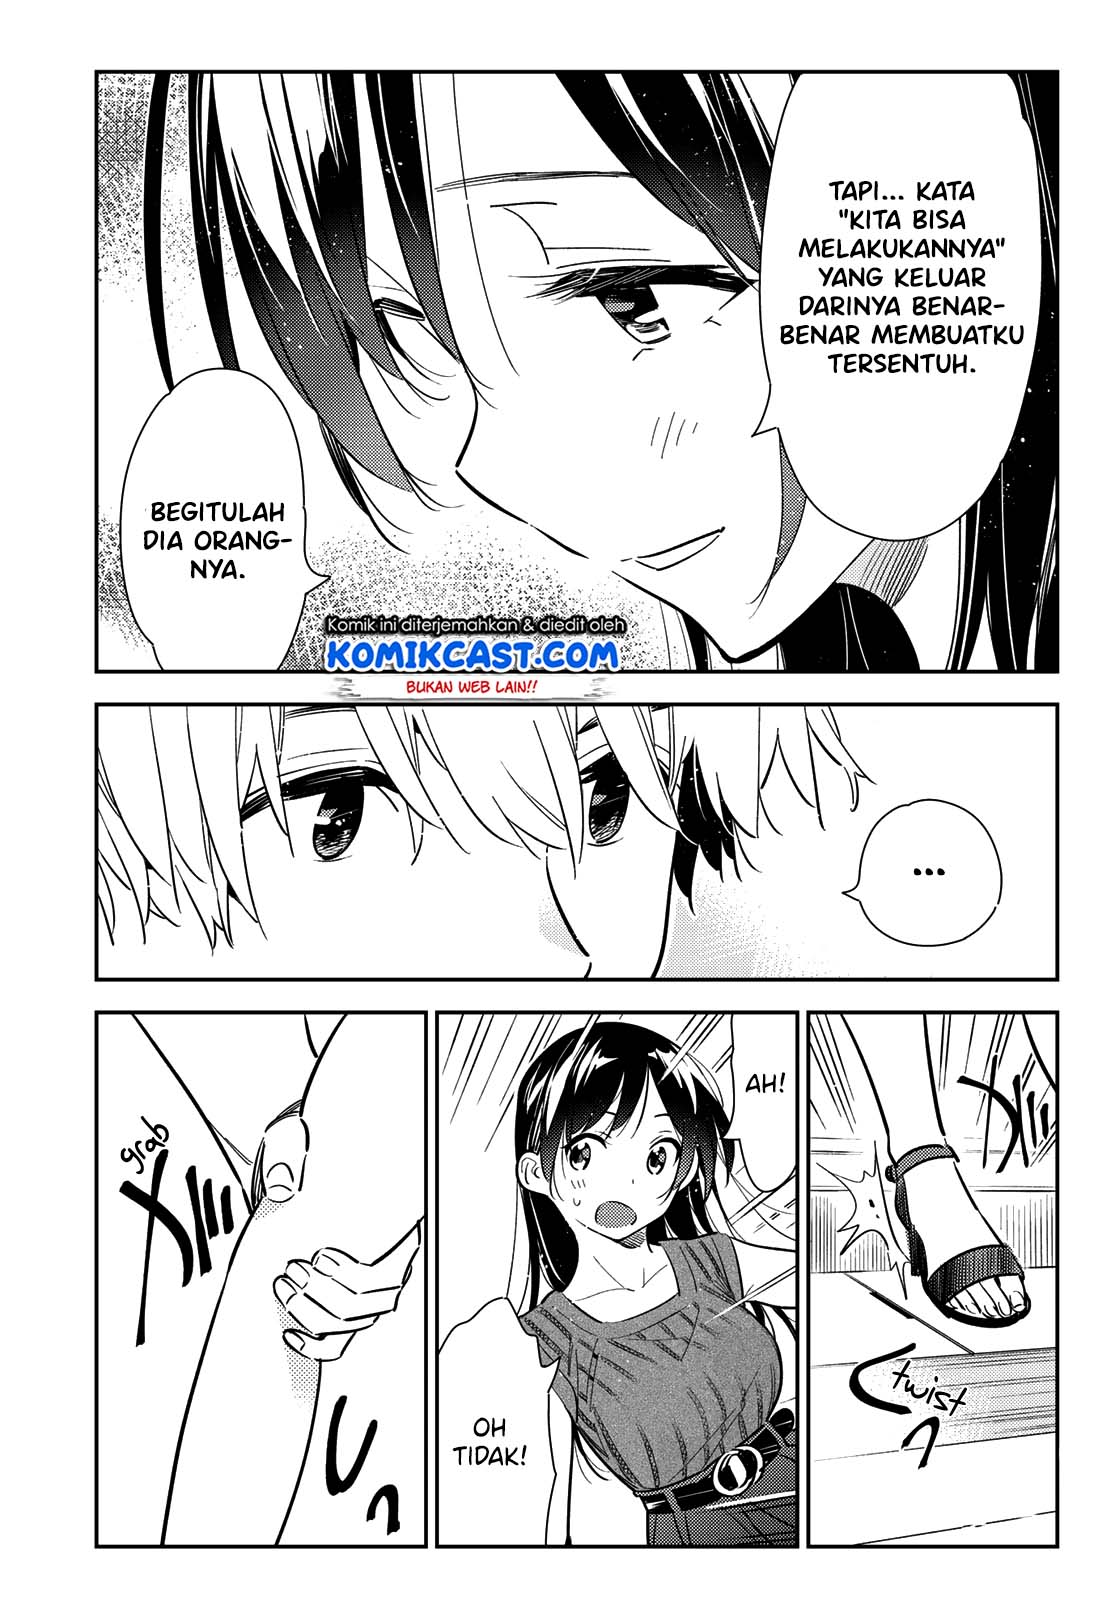 TAPI... KATA
"KITA BISA
MELAKUKANNYA"
YANG KELUAR
DARINYA BENAR-
BENAR MEMBUATKU
TERSENTUH.
BEGITULAH
DIA ORANG-
NYA.
Komik ini diterjemahkan & diedit oleh
KOMIKCAST.COM
BUKAN WEB LAIN!!
...
twist
AH!
OH
TIDAK!
grab